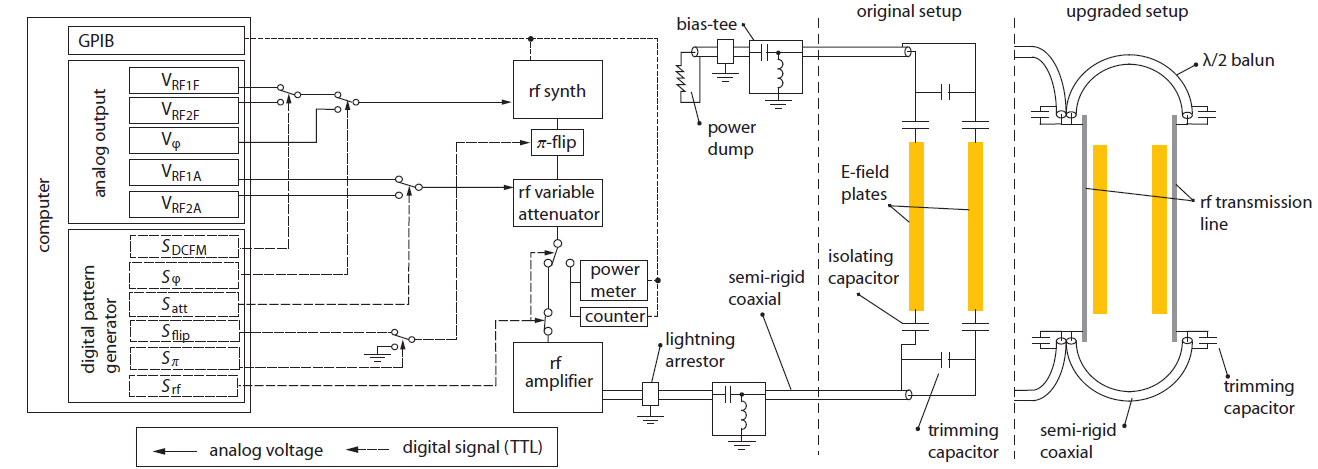 original setup
upgraded setup
bias-tee
GPIB
λ/2 balun
V_RF1F
rf synth
V_RF2F
power
dump
V_φ
π-flip
analog output
V_RF1A
E-field
plates
rf variable
attenuator
V_RF2A
rf transmission
line
computer
S_DCFM
power
meter
isolating
capacitor
S_φ
semi-rigid
coaxial
S_att
counter
digital pattern
generator
S_flip
lightning
arrestor
S_π
rf
amplifier
S_rf
trimming
capacitor
trimming
capacitor
semi-rigid
coaxial
analog voltage
digital signal (TTL)